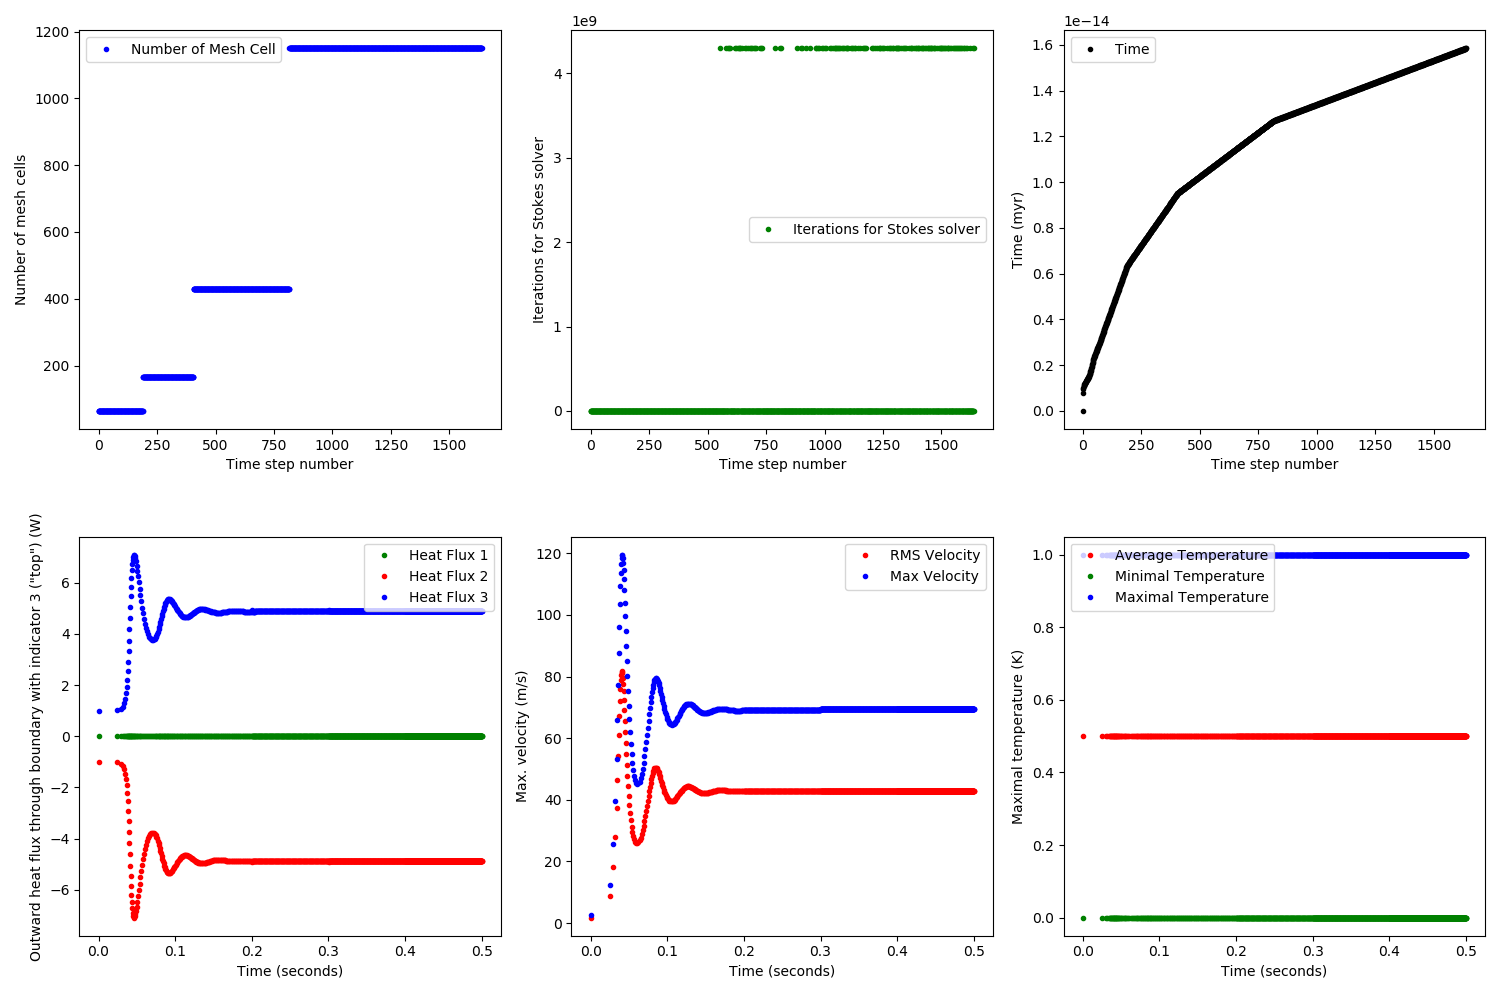 Number of mesh cells
1200
1000
800
600
400
200
Number of Mesh Cell
0 250 500 750 1000 1250 1500
Time step number
1e9
Iterations for Stokes solver
4
3
2
1
0
Iterations for Stokes solver
0 250 500 750 1000 1250 1500
Time step number
1e−14
Time (myr)
1.6
1.4
1.2
1.0
0.8
0.6
0.4
0.2
0.0
Time
0 250 500 750 1000 1250 1500
Time step number
Outward heat flux through boundary with indicator 3 ("top") (W)
6
4
2
0
−2
−4
−6
Heat Flux 1
Heat Flux 2
Heat Flux 3
0.0 0.1 0.2 0.3 0.4 0.5
Time (seconds)
Max. velocity (m/s)
120
100
80
60
40
20
0
RMS Velocity
Max Velocity
0.0 0.1 0.2 0.3 0.4 0.5
Time (seconds)
Maximal temperature (K)
1.0
0.8
0.6
0.4
0.2
0.0
Average Temperature
Minimal Temperature
Maximal Temperature
0.0 0.1 0.2 0.3 0.4 0.5
Time (seconds)